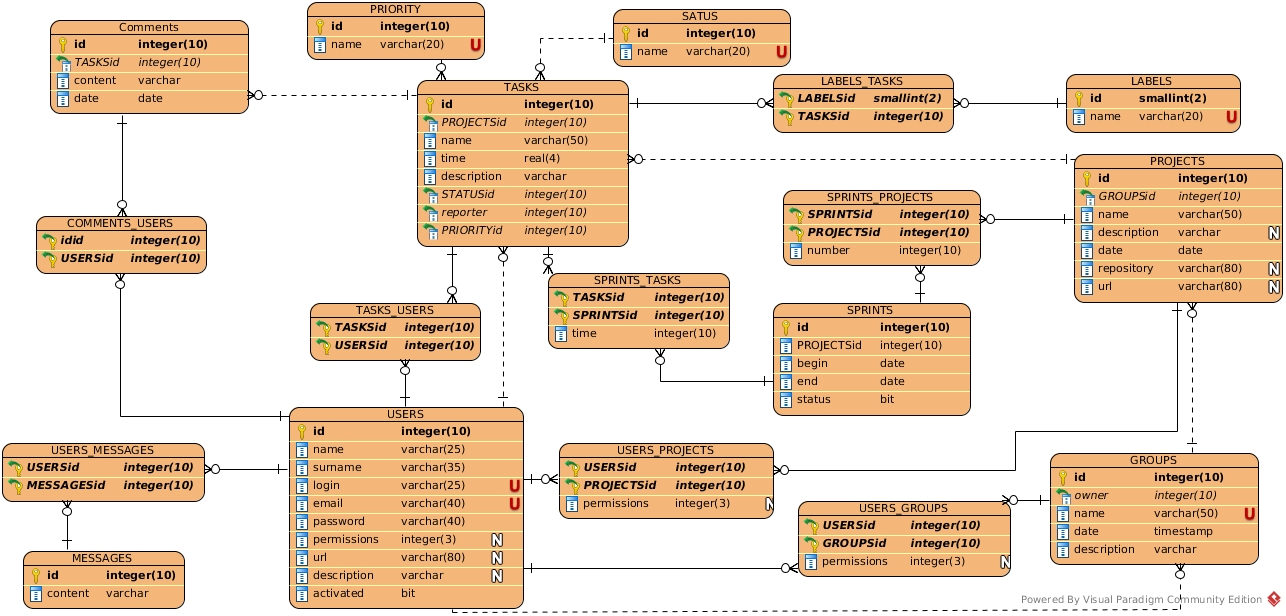 Comments
id integer(10)
TASKSid integer(10)
content varchar
date date
PRIORITY
id integer(10)
name varchar(20) U
SATUS
id integer(10)
name varchar(20) U
TASKS
id integer(10)
PROJECTSid integer(10)
name varchar(50)
time real(4)
description varchar
STATUSid integer(10)
reporter integer(10)
PRIORITYid integer(10)
LABELS_TASKS
LABELSid smallint(2)
TASKSid integer(10)
LABELS
id smallint(2)
name varchar(20) U
PROJECTS
id integer(10)
GROUPSid integer(10)
name varchar(50)
description varchar N
date date
repository varchar(80) N
url varchar(80) N
SPRINTS_PROJECTS
SPRINTSid integer(10)
PROJECTSid integer(10)
number integer(10)
COMMENTS_USERS
idid integer(10)
USERSid integer(10)
SPRINTS_TASKS
TASKSid integer(10)
SPRINTSid integer(10)
time integer(10)
TASKS_USERS
TASKSid integer(10)
USERSid integer(10)
SPRINTS
id integer(10)
PROJECTSid integer(10)
begin date
end date
status bit
USERS
id integer(10)
name varchar(25)
surname varchar(35)
login varchar(25) U
email varchar(40) U
password varchar(40)
permissions integer(3) N
url varchar(80) N
description varchar N
activated bit
USERS_MESSAGES
USERSid integer(10)
MESSAGESid integer(10)
USERS_PROJECTS
USERSid integer(10)
PROJECTSid integer(10)
permissions integer(3) N
GROUPS
id integer(10)
owner integer(10)
name varchar(50) U
date timestamp
description varchar
USERS_GROUPS
USERSid integer(10)
GROUPSid integer(10)
permissions integer(3) N
MESSAGES
id integer(10)
content varchar
Powered By Visual Paradigm Community Edition